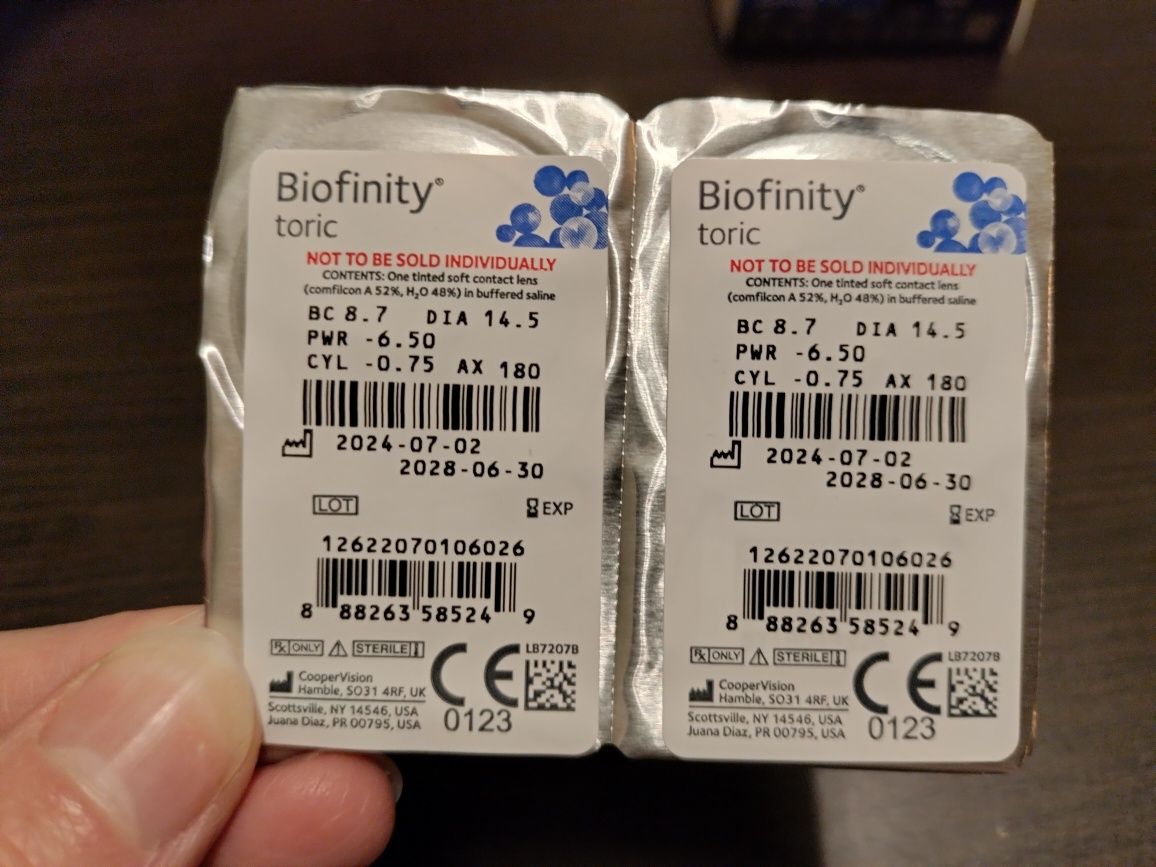 Biofinity®
toric
NOT TO BE SOLD INDIVIDUALLY
CONTENTS: One tinted soft contact lens
(comfilcon A 52%, H₂O 48%) in buffered saline
BC 8.7 DIA 14.5
PWR -6.50
CYL -0.75 AX 180
2024-07-02
2028-06-30
LOT EXP
12622070106026
8 88263 58524 9
Rx ONLY STERILE
LB7207B
CooperVision
Hamble, SO31 4RF, UK
Scottsville, NY 14546, USA
Juana Diaz, PR 00795, USA
CE
0123
Biofinity®
toric
NOT TO BE SOLD INDIVIDUALLY
CONTENTS: One tinted soft contact lens
(comfilcon A 52%, H₂O 48%) in buffered saline
BC 8.7 DIA 14.5
PWR -6.50
CYL -0.75 AX 180
2024-07-02
2028-06-30
LOT EXP
12622070106026
8 88263 58524 9
Rx ONLY STERILE
LB7207B
CooperVision
Hamble, SO31 4RF, UK
Scottsville, NY 14546, USA
Juana Diaz, PR 00795, USA
CE
0123